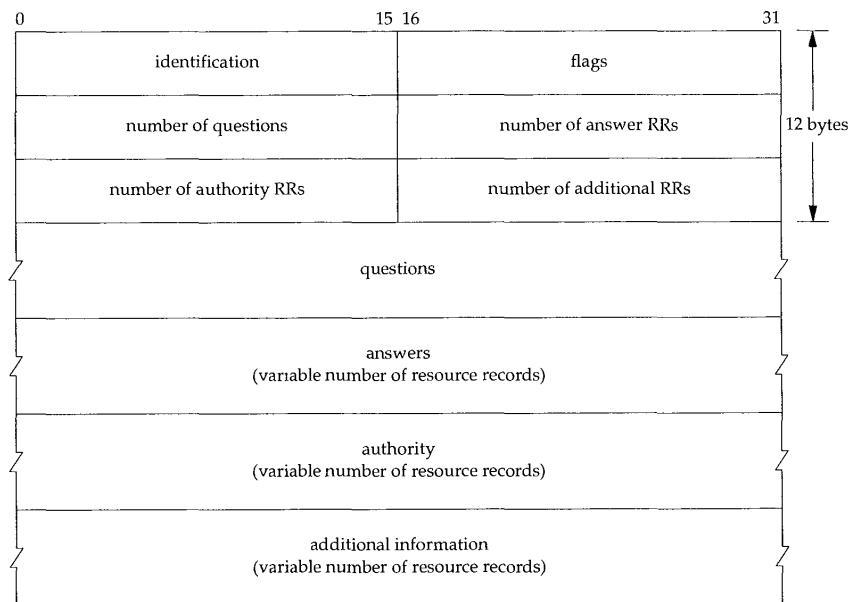 0 15 16 31
identification flags
number of questions number of answer RRs
12 bytes
number of authority RRs number of additional RRs
questions
answers
(variable number of resource records)
authority
(variable number of resource records)
additional information
(variable number of resource records)